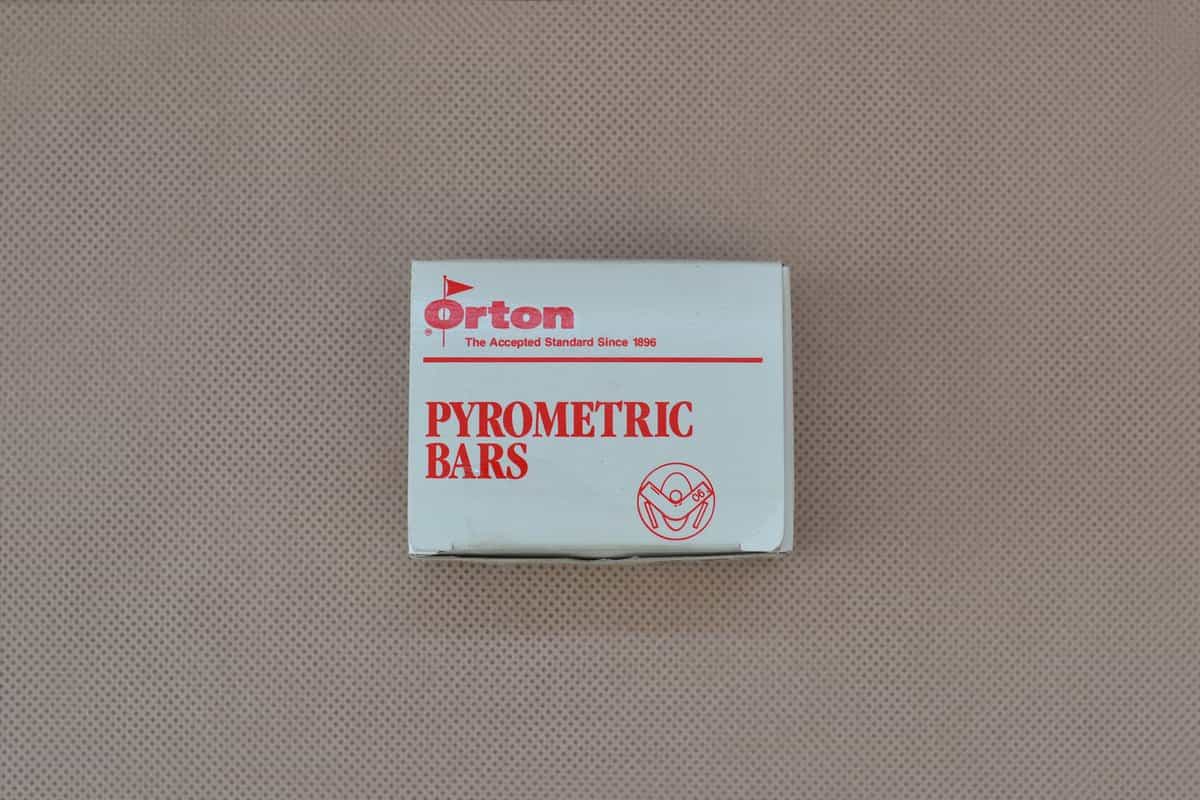 Orton
®
The Accepted Standard Since 1896
PYROMETRIC
BARS